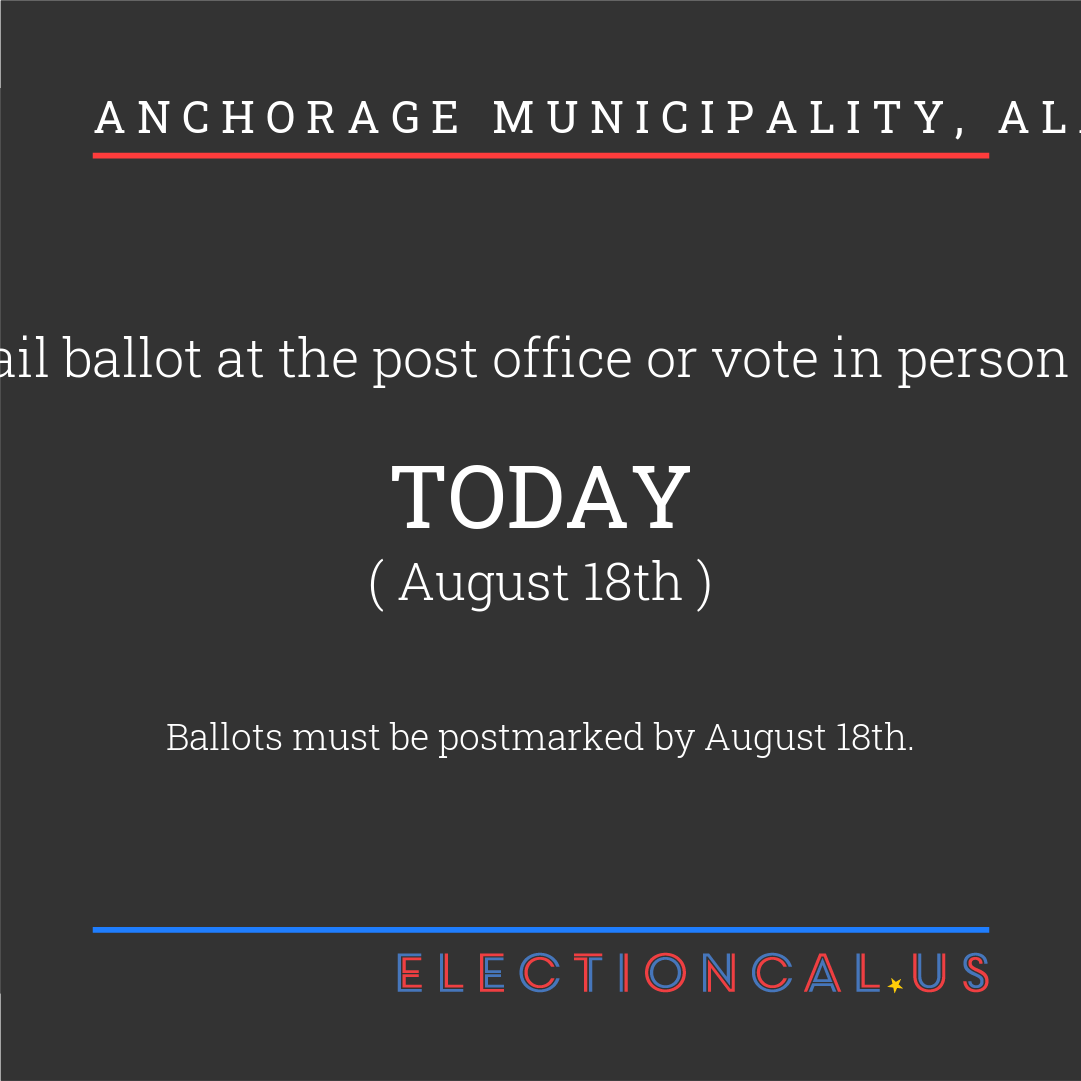 ANCHORAGE MUNICIPALITY, AL
ail ballot at the post office or vote in person
TODAY
( August 18th )
Ballots must be postmarked by August 18th.
ELECTIONCAL.US